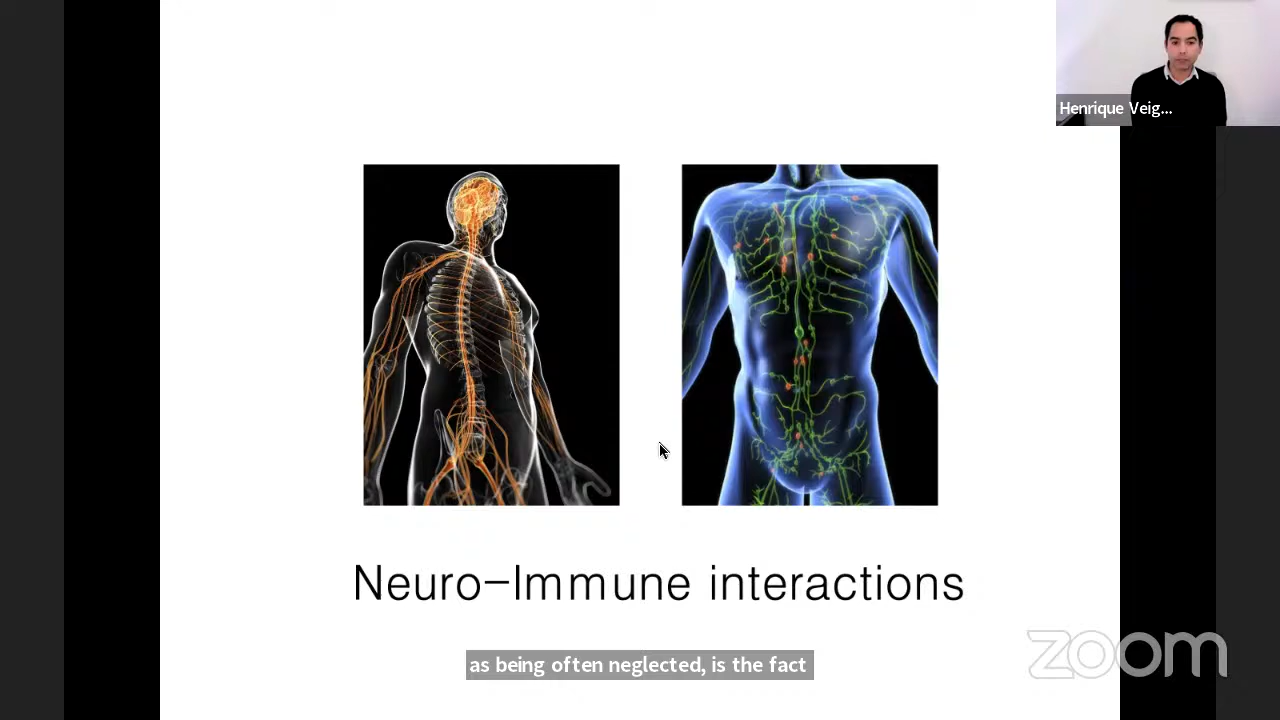 Henrique Veig...
Neuro-Immune interactions
as being often neglected, is the fact
zoom